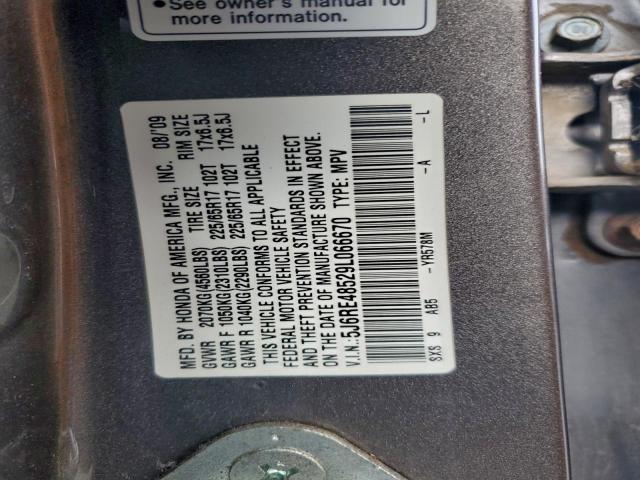 ● See owner's manual for
more information.
MFD. BY HONDA OF AMERICA MFG., INC. 08/'09
GVWR 2070KG(4560LBS) TIRE SIZE RIM SIZE
GAWR F 1050KG(2310LBS) 225/65R17 102T 17x6.5J
GAWR R 1040KG(2290LBS) 225/65R17 102T 17x6.5J
THIS VEHICLE CONFORMS TO ALL APPLICABLE
FEDERAL MOTOR VEHICLE SAFETY
AND THEFT PREVENTION STANDARDS IN EFFECT
ON THE DATE OF MANUFACTURE SHOWN ABOVE.
V.I.N.: 5J6RE48529L066670 TYPE: MPV
SXS 9 AB5 -YR578M -A -L